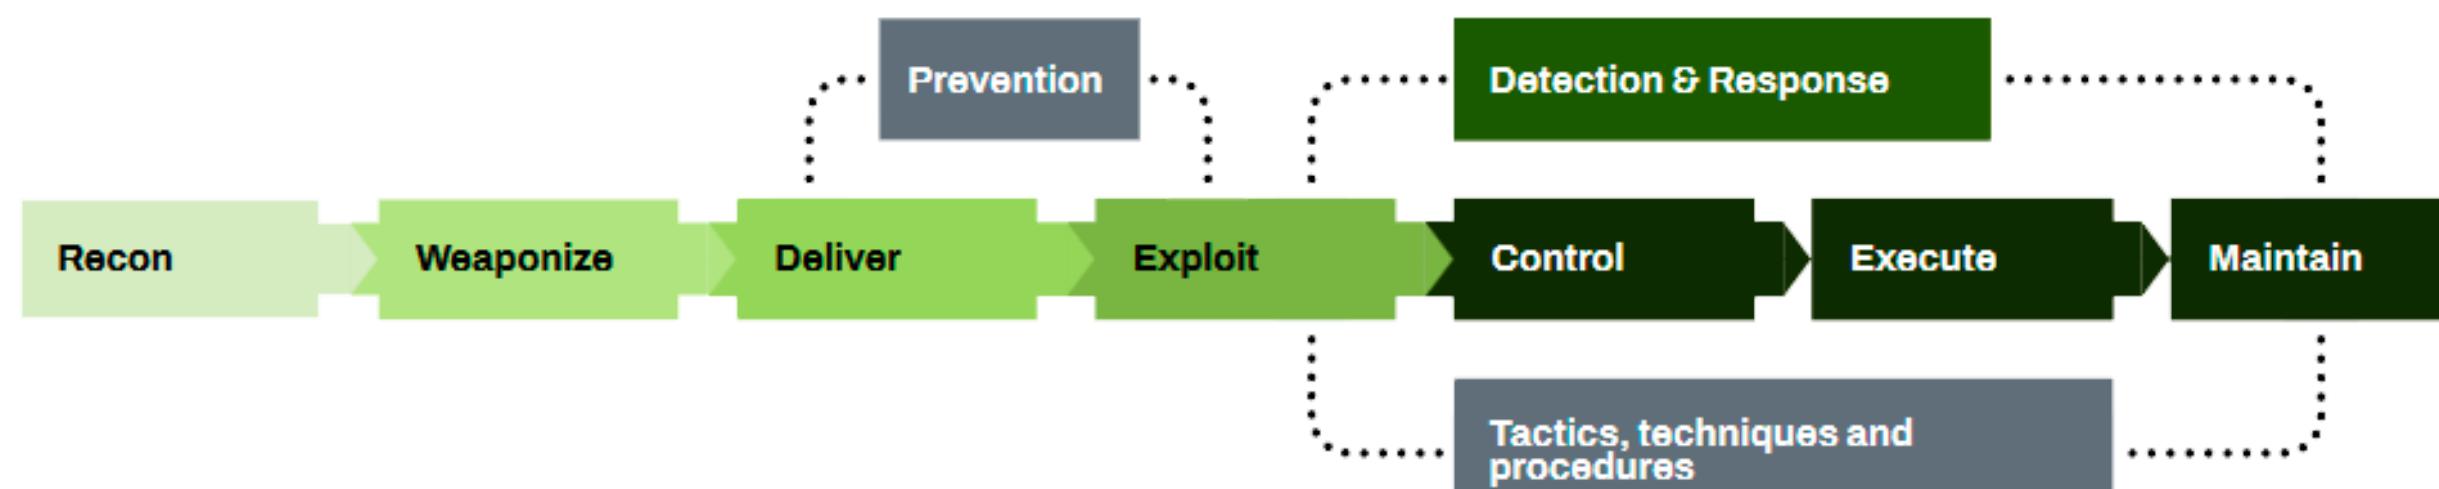 Prevention
Detection & Response
Recon
Weaponize
Deliver
Exploit
Control
Execute
Maintain
Tactics, techniques and
procedures